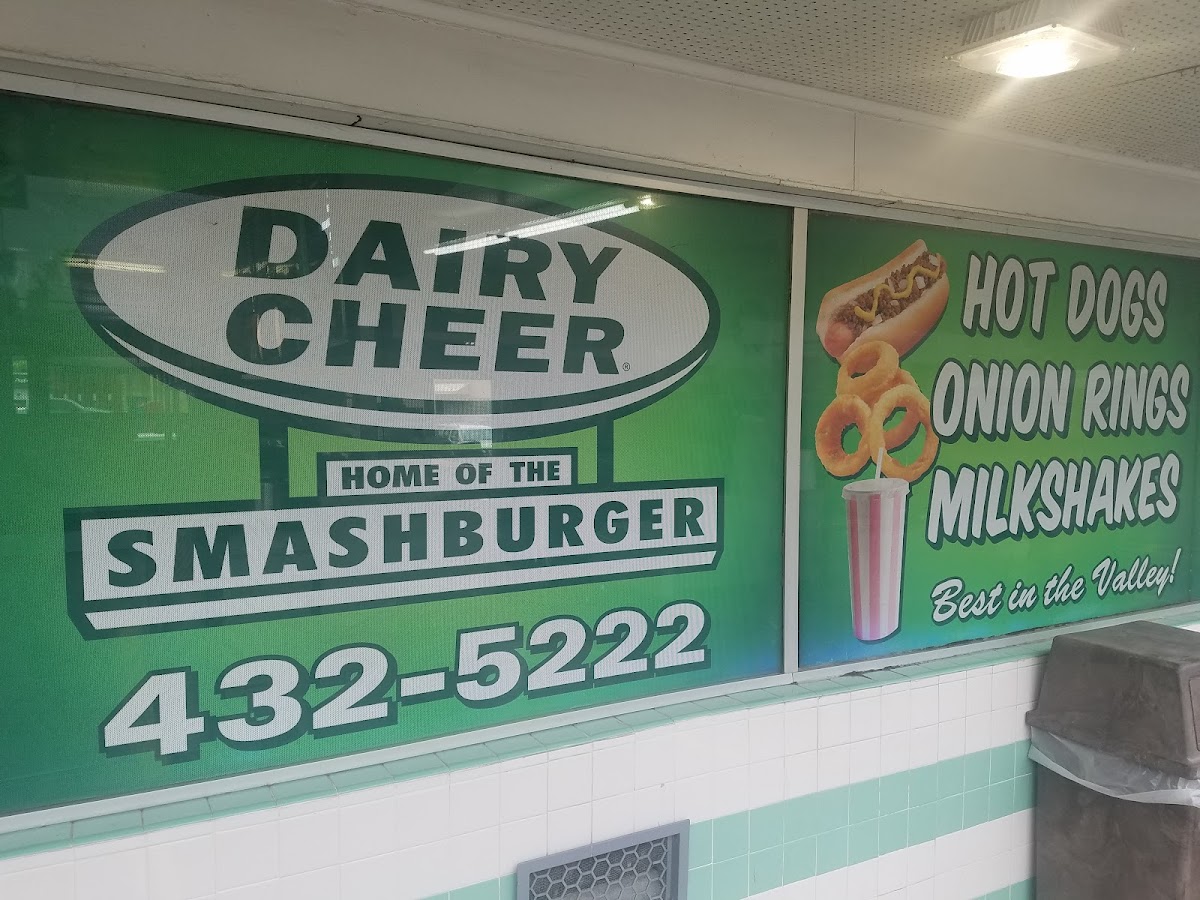 DAIRY
CHEER®
HOME OF THE
SMASHBURGER
432-5222
HOT DOGS
ONION RINGS
MILKSHAKES
Best in the Valley!